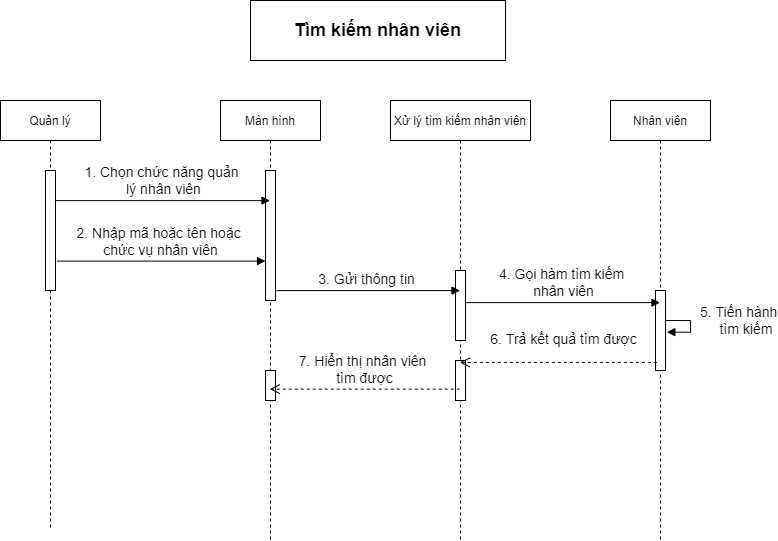 Tìm kiếm nhân viên
Quản lý
Màn hình
Xử lý tìm kiếm nhân viên
Nhân viên
1. Chọn chức năng quản
lý nhân viên
2. Nhập mã hoặc tên hoặc
chức vụ nhân viên
3. Gửi thông tin
4. Gọi hàm tìm kiếm
nhân viên
5. Tiến hành
tìm kiếm
6. Trả kết quả tìm được
7. Hiển thị nhân viên
tìm được